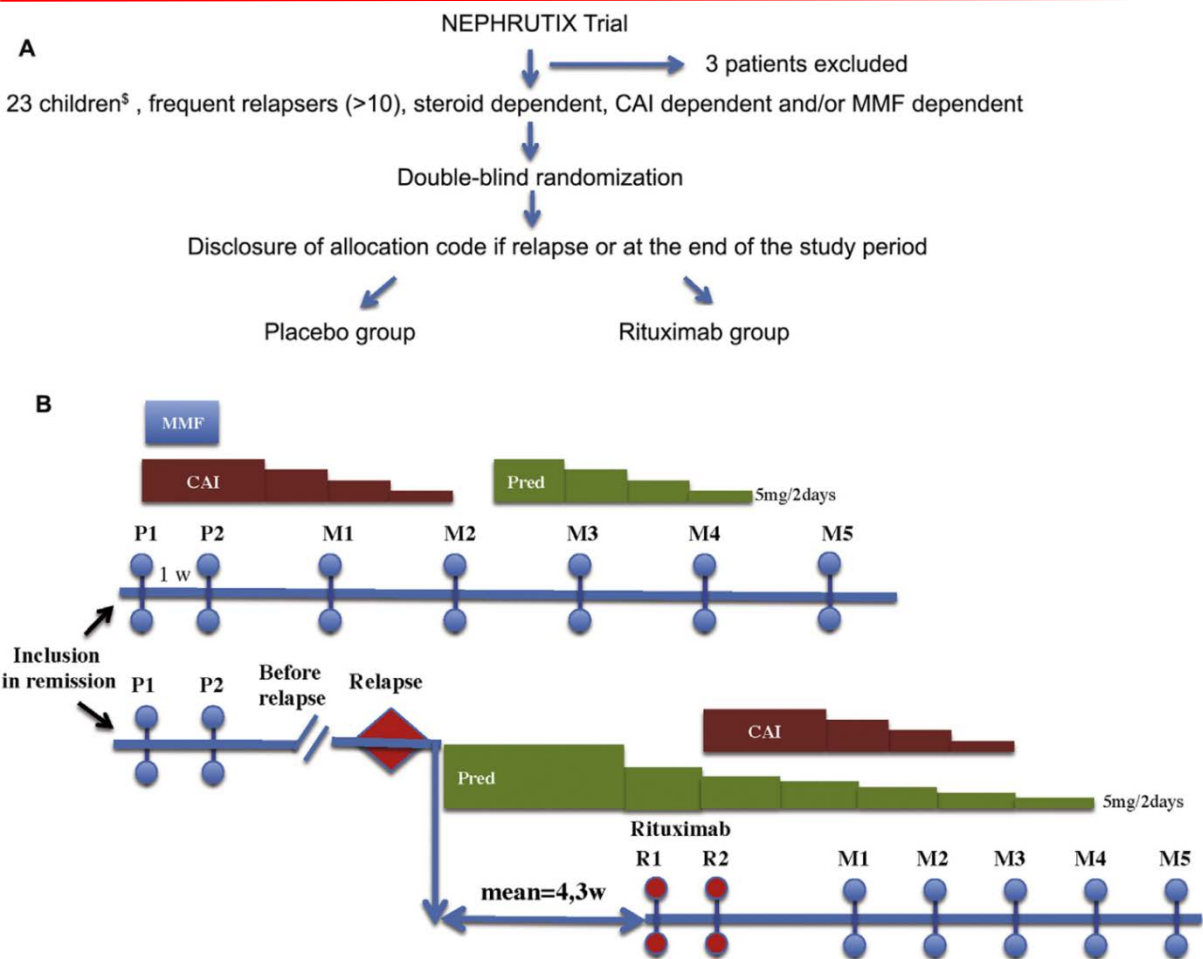 NEPHRUTIX Trial
A
3 patients excluded
23 children$ , frequent relapsers (>10), steroid dependent, CAI dependent and/or MMF dependent
Double-blind randomization
Disclosure of allocation code if relapse or at the end of the study period
Placebo group Rituximab group
B
MMF
CAI Pred
5mg/2days
P1 P2 M1 M2 M3 M4 M5
1 w
Inclusion
in remission
P1 P2
Before
relapse
Relapse
CAI
Pred
5mg/2days
Rituximab
R1 R2 M1 M2 M3 M4 M5
mean=4,3w